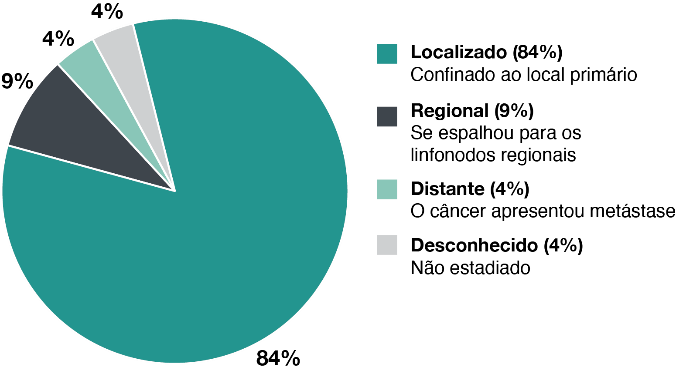 4%
4%
9%
84%
Localizado (84%)
Confinado ao local primário
Regional (9%)
Se espalhou para os
linfonodos regionais
Distante (4%)
O câncer apresentou metástase
Desconhecido (4%)
Não estadiado